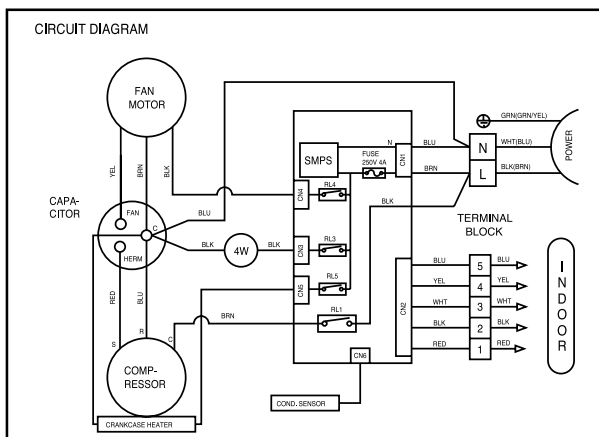 CIRCUIT DIAGRAM
FAN
MOTOR
YEL
BRN
BLK
CAPA-
CITOR
FAN
C
HERM
BLU
BLK
4W
BLK
RED
BLU
S
R
C
BRN
COMP-
RESSOR
CRANKCASE HEATER
SMPS
N
FUSE
250V 4A
CN1
CN4
RL4
CN3
RL3
CN5
RL5
RL1
CN2
CN6
COND. SENSOR
BLU
BRN
BLK
GRN(GRN/YEL)
N
WHT(BLU)
L
BLK(BRN)
POWER
TERMINAL
BLOCK
BLU 5 BLU
YEL 4 YEL
WHT 3 WHT
BLK 2 BLK
RED 1 RED
INDOOR